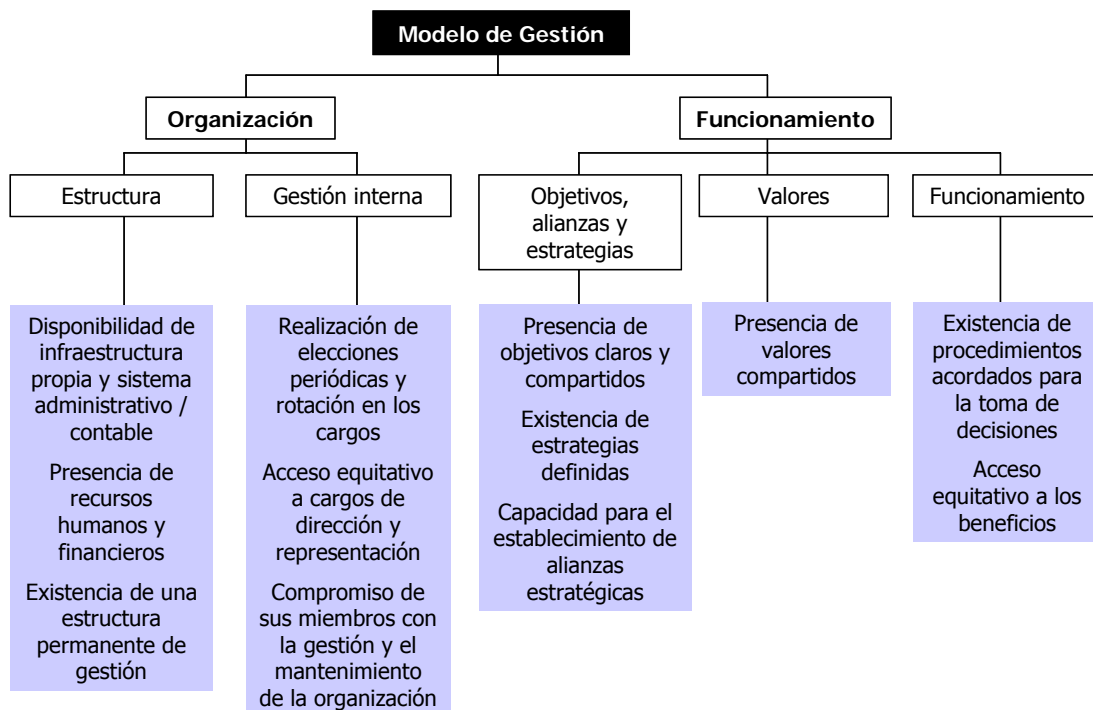 Modelo de Gestión
Organización
Funcionamiento
Estructura
Gestión interna
Objetivos,
alianzas y
estrategias
Valores
Funcionamiento
Disponibilidad de
infraestructura
propia y sistema
administrativo /
contable
Presencia de
recursos
humanos y
financieros
Existencia de una
estructura
permanente de
gestión
Realización de
elecciones
periódicas y
rotación en los
cargos
Acceso equitativo
a cargos de
dirección y
representación
Compromiso de
sus miembros con
la gestión y el
mantenimiento
de la organización
Presencia de
objetivos claros y
compartidos
Existencia de
estrategias
definidas
Capacidad para el
establecimiento de
alianzas
estratégicas
Presencia de
valores
compartidos
Existencia de
procedimientos
acordados para
la toma de
decisiones
Acceso
equitativo a los
beneficios